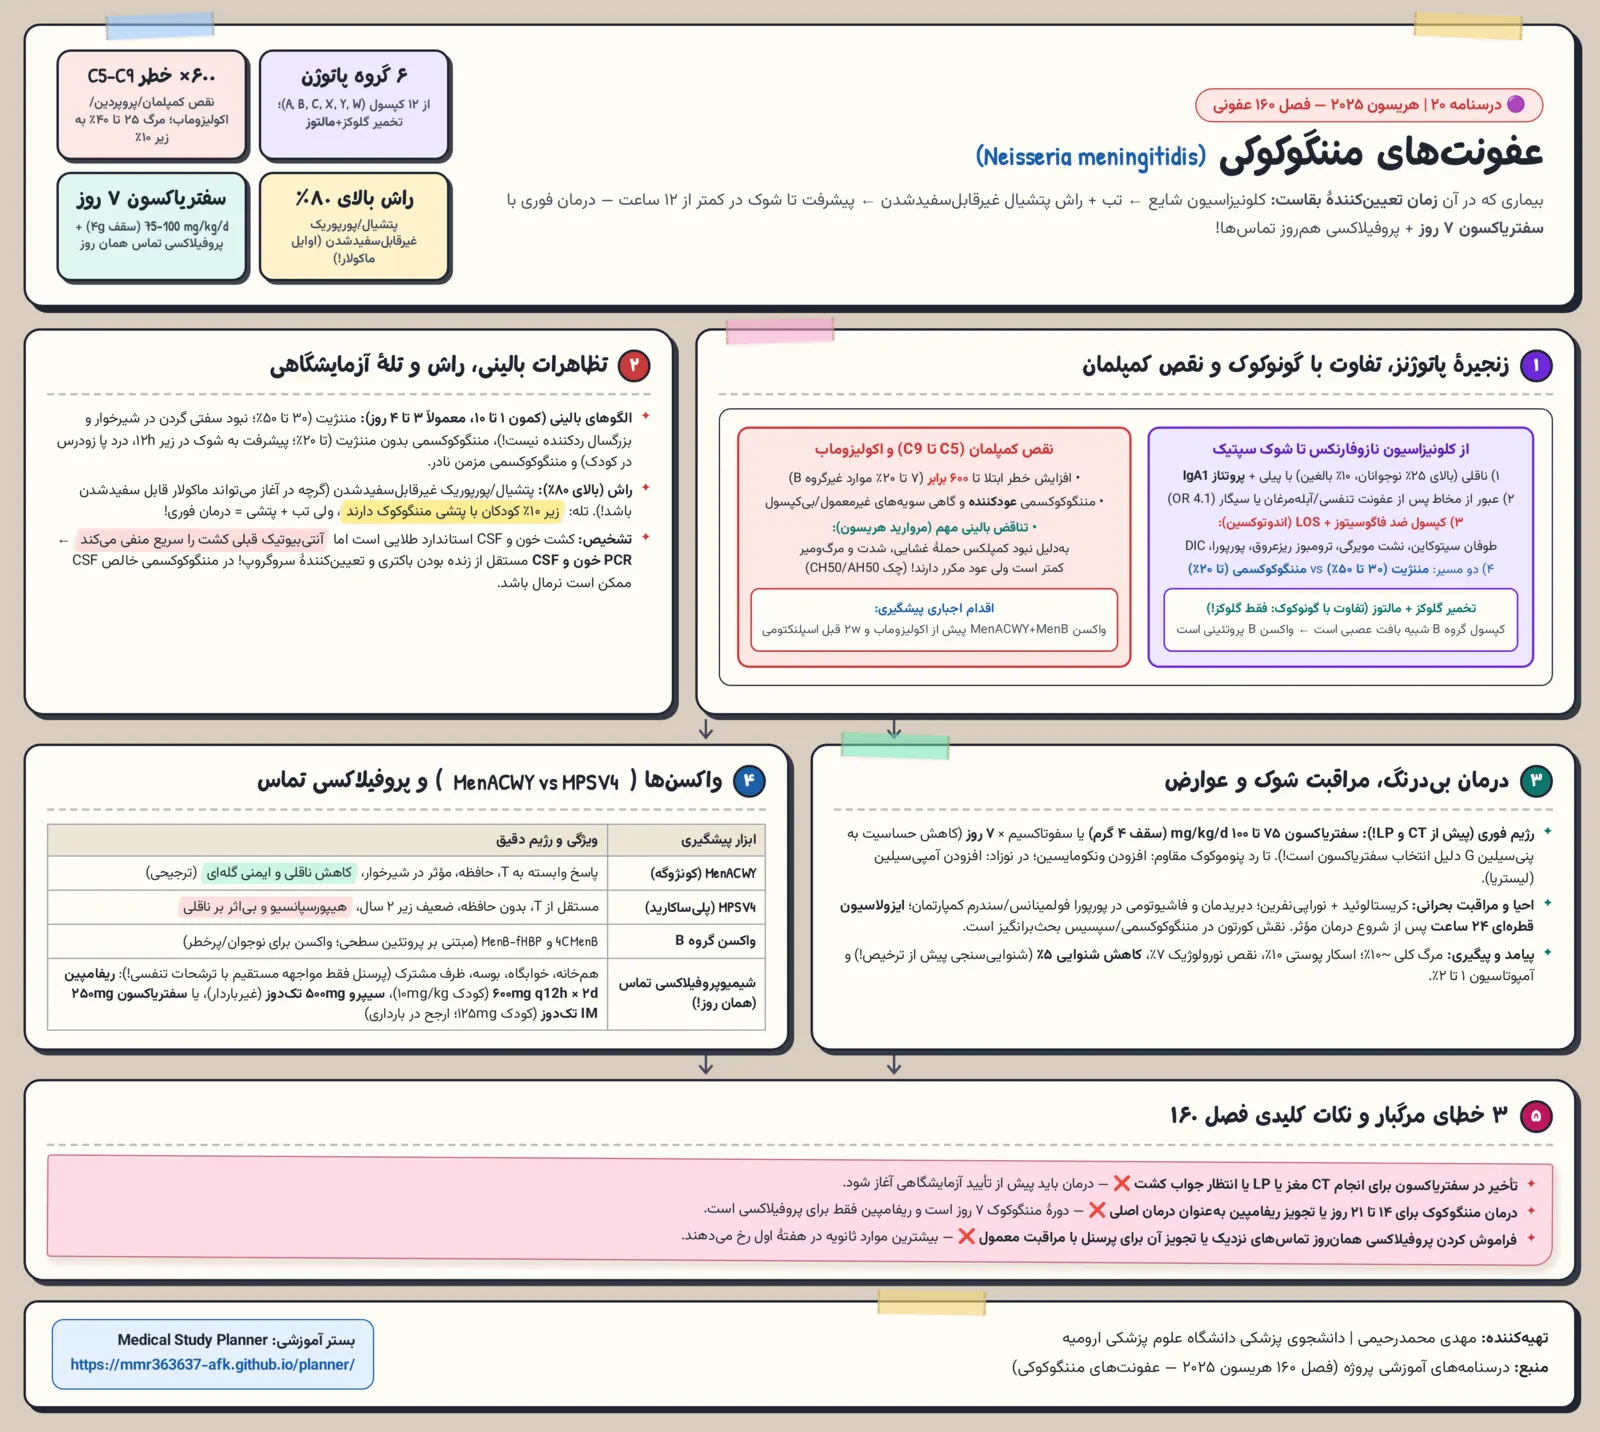 درسنامه ۲۰ | هریسون ۲۰۲۵ — فصل ۱۶۰ عفونی
عفونت‌های مننگوکوکی (Neisseria meningitidis)
بیماری که در آن زمان تعیین‌کنندهٔ بقاست: کلونیزاسیون شایع ← تب + راش پتشیال غیرقابل‌سفیدشدن ← پیشرفت تا شوک در کمتر از ۱۲ ساعت — درمان فوری با
سفتریاکسون ۷ روز + پروفیلاکسی هم‌روز تماس‌ها!
۶ گروه پاتوژن
از ۱۲ کپسول (A, B, C, X, Y, W)؛
تخمیر گلوکز+مالتوز
×۶۰۰ خطر C5-C9
نقص کمپلمان/پروپردین/
اکولیزوماب؛ مرگ ۲۵ تا ۴۰٪ به
زیر ۱۰٪
راش بالای ۸۰٪
پتشیال/پورپوریک
غیرقابل‌سفیدشدن (اوایل
ماکولار!)
سفتریاکسون ۷ روز
75-100 mg/kg/d (سقف ۴g) +
پروفیلاکسی تماس همان روز
۱ زنجیرهٔ پاتوژنز، تفاوت با گونوکوک و نقص کمپلمان
از کلونیزاسیون نازوفارنکس تا شوک سپتیک
۱) ناقلی (بالای ۲۵٪ نوجوانان، ۱۰٪ بالغین) با پیلی + پروتئاز IgA1
۲) عبور از مخاط پس از عفونت تنفسی/آبله‌مرغان یا سیگار (OR 4.1)
۳) کپسول ضد فاگوسیتوز + LOS (اندوتوکسین):
طوفان سیتوکاین، نشت مویرگی، ترومبوز ریزعروق، پورپورا، DIC
۴) دو مسیر: مننژیت (۳۰ تا ۵۰٪) vs مننگوکوکسمی (تا ۲۰٪)
تخمیر گلوکز + مالتوز (تفاوت با گونوکوک: فقط گلوکز!)
کپسول گروه B شبیه بافت عصبی است ← واکسن B پروتئینی است
نقص کمپلمان (C5 تا C9) و اکولیزوماب
• افزایش خطر ابتلا تا ۶۰۰ برابر (۷ تا ۲۰٪ موارد غیرگروه B)
• مننگوکوکسمی عودکننده و گاهی سویه‌های غیرمعمول/بی‌کپسول
• تناقض بالینی مهم (مروارید هریسون):
به‌دلیل نبود کمپلکس حملهٔ غشایی، شدت و مرگ‌ومیر
کمتر است ولی عود مکرر دارند! (چک CH50/AH50)
اقدام اجباری پیشگیری:
واکسن MenACWY+MenB پیش از اکولیزوماب و ۲w قبل اسپلنکتومی
۲ تظاهرات بالینی، راش و تلهٔ آزمایشگاهی
الگوهای بالینی (کمون ۱ تا ۱۰، معمولاً ۳ تا ۴ روز): مننژیت (۳۰ تا ۵۰٪؛ نبود سفتی گردن در شیرخوار و
بزرگسال ردکننده نیست!)، مننگوکوکسمی بدون مننژیت (تا ۲۰٪؛ پیشرفت به شوک در زیر ۱۲h، درد پا زودرس
در کودک) و مننگوکوکسمی مزمن نادر.
راش (بالای ۸۰٪): پتشیال/پورپوریک غیرقابل‌سفیدشدن (گرچه در آغاز می‌تواند ماکولار قابل سفیدشدن
باشد!). تله: زیر ۱۰٪ کودکان با پتشی مننگوکوک دارند، ولی تب + پتشی = درمان فوری!
تشخیص: کشت خون و CSF استاندارد طلایی است اما آنتی‌بیوتیک قبلی کشت را سریع منفی می‌کند ←
PCR خون و CSF مستقل از زنده بودن باکتری و تعیین‌کنندهٔ سروگروپ! در مننگوکوکسمی خالص CSF
ممکن است نرمال باشد.
۳ درمان بی‌درنگ، مراقبت شوک و عوارض
رژیم فوری (پیش از CT و LP!): سفتریاکسون ۷۵ تا ۱۰۰ mg/kg/d (سقف ۴ گرم) یا سفوتاکسیم × ۷ روز (کاهش حساسیت به
پنی‌سیلین G دلیل انتخاب سفتریاکسون است!). تا رد پنوموکوک مقاوم: افزودن ونکومایسین؛ در نوزاد: افزودن آمپی‌سیلین
(لیستریا).
احیا و مراقبت بحرانی: کریستالوئید + نوراپی‌نفرین؛ دبریدمان و فاشیوتومی در پورپورا فولمینانس/سندرم کمپارتمان؛ ایزولاسیون
قطره‌ای ۲۴ ساعت پس از شروع درمان مؤثر. نقش کورتون در مننگوکوکسمی/سپسیس بحث‌برانگیز است.
پیامد و پیگیری: مرگ کلی ~۱۰٪؛ اسکار پوستی ۱۰٪، نقص نورولوژیک ۷٪، کاهش شنوایی ۵٪ (شنوایی‌سنجی پیش از ترخیص!) و
آمپوتاسیون ۱ تا ۲٪.
۴ واکسن‌ها ( MenACWY vs MPSV۴ ) و پروفیلاکسی تماس
ابزار پیشگیری
ویژگی و رژیم دقیق
MenACWY (کونژوگه)
پاسخ وابسته به T، حافظه، مؤثر در شیرخوار، کاهش ناقلی و ایمنی گله‌ای (ترجیحی)
MPSV۴ (پلی‌ساکارید)
مستقل از T، بدون حافظه، ضعیف زیر ۲ سال، هیپورسپانسیو و بی‌اثر بر ناقلی
واکسن گروه B
۴CMenB و MenB-fHBP (مبتنی بر پروتئین سطحی؛ واکسن برای نوجوان/پرخطر)
شیمیوپروفیلاکسی تماس
(همان روز!)
هم‌خانه، خوابگاه، بوسه، ظرف مشترک (پرسنل فقط مواجهه مستقیم با ترشحات تنفسی!): ریفامپین
۶۰۰mg q12h × ۲d (کودک ۱۰mg/kg)، سیپرو ۵۰۰mg تک‌دوز (غیرباردار)، یا سفتریاکسون ۲۵۰mg
IM تک‌دوز (کودک ۱۲۵mg؛ ارجح در بارداری)
۵ ۳ خطای مرگبار و نکات کلیدی فصل ۱۶۰
تأخیر در سفتریاکسون برای انجام CT مغز یا LP یا انتظار جواب کشت ❌ — درمان باید پیش از تأیید آزمایشگاهی آغاز شود.
درمان مننگوکوک برای ۱۴ تا ۲۱ روز یا تجویز ریفامپین به‌عنوان درمان اصلی ❌ — دورهٔ مننگوکوک ۷ روز است و ریفامپین فقط برای پروفیلاکسی است.
فراموش کردن پروفیلاکسی همان‌روز تماس‌های نزدیک یا تجویز آن برای پرسنل با مراقبت معمول ❌ — بیشترین موارد ثانویه در هفتهٔ اول رخ می‌دهند.
تهیه‌کننده: مهدی محمدرحیمی | دانشجوی پزشکی دانشگاه علوم پزشکی ارومیه
منبع: درسنامه‌های آموزشی پروژه (فصل ۱۶۰ هریسون ۲۰۲۵ — عفونت‌های مننگوکوکی)
بستر آموزشی: Medical Study Planner
https://mmr363637-afk.github.io/planner/